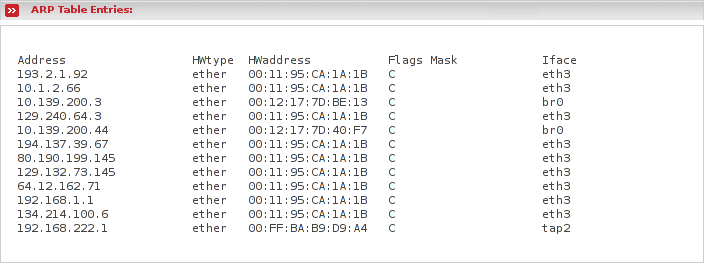 ARP Table Entries:
Address HWtype HWaddress Flags Mask Iface
193.2.1.92 ether 00:11:95:CA:1A:1B C eth3
10.1.2.66 ether 00:11:95:CA:1A:1B C eth3
10.139.200.3 ether 00:12:17:7D:BE:13 C br0
129.240.64.3 ether 00:11:95:CA:1A:1B C eth3
10.139.200.44 ether 00:12:17:7D:40:F7 C br0
194.137.39.67 ether 00:11:95:CA:1A:1B C eth3
80.190.199.145 ether 00:11:95:CA:1A:1B C eth3
129.132.73.145 ether 00:11:95:CA:1A:1B C eth3
64.12.162.71 ether 00:11:95:CA:1A:1B C eth3
192.168.1.1 ether 00:11:95:CA:1A:1B C eth3
134.214.100.6 ether 00:11:95:CA:1A:1B C eth3
192.168.222.1 ether 00:FF:BA:B9:D9:A4 C tap2